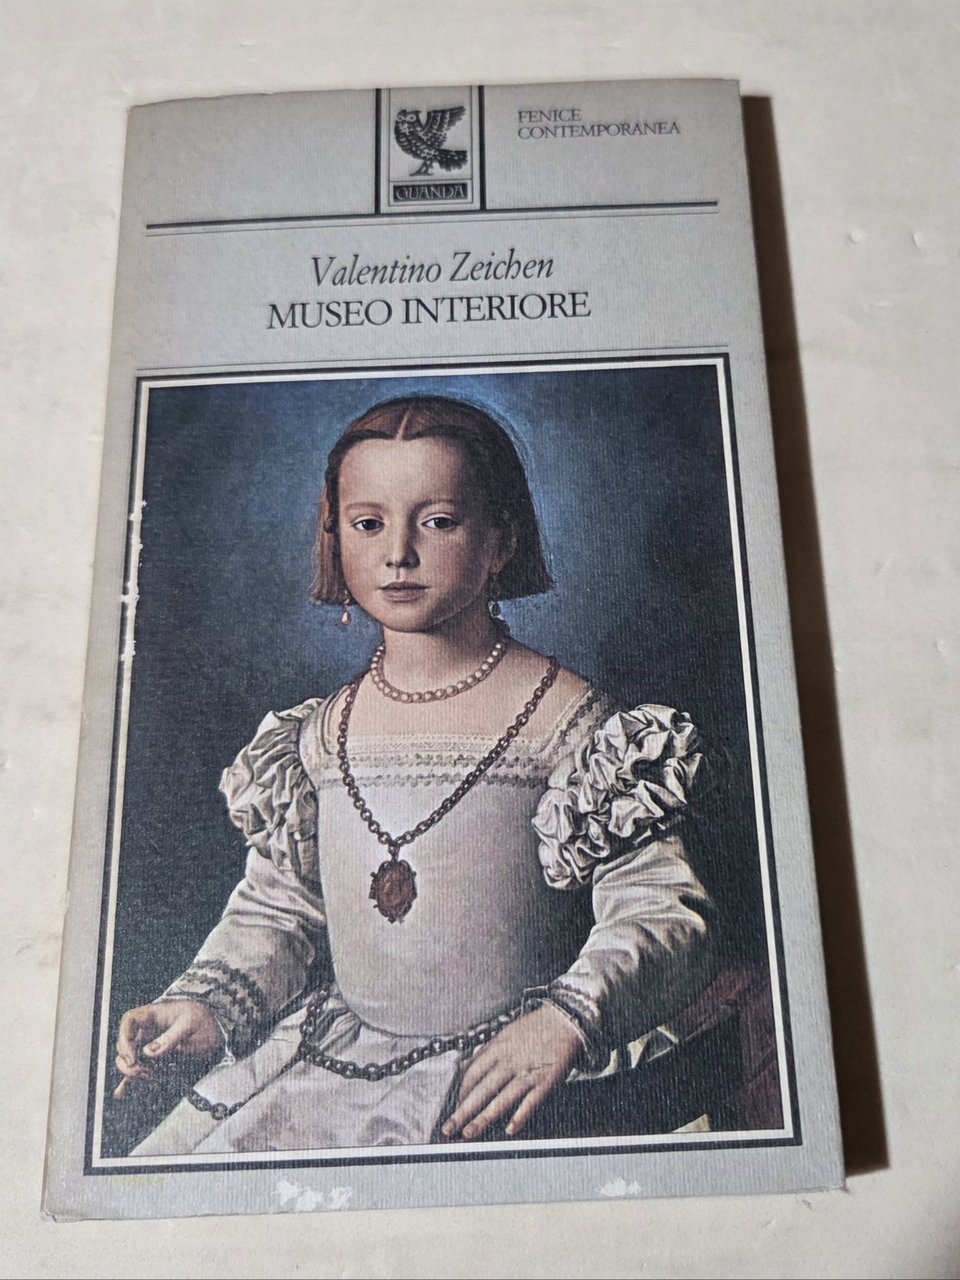 FENICE
CONTEMPORANEA
GUANDA
Valentino Zeichen
MUSEO INTERIORE